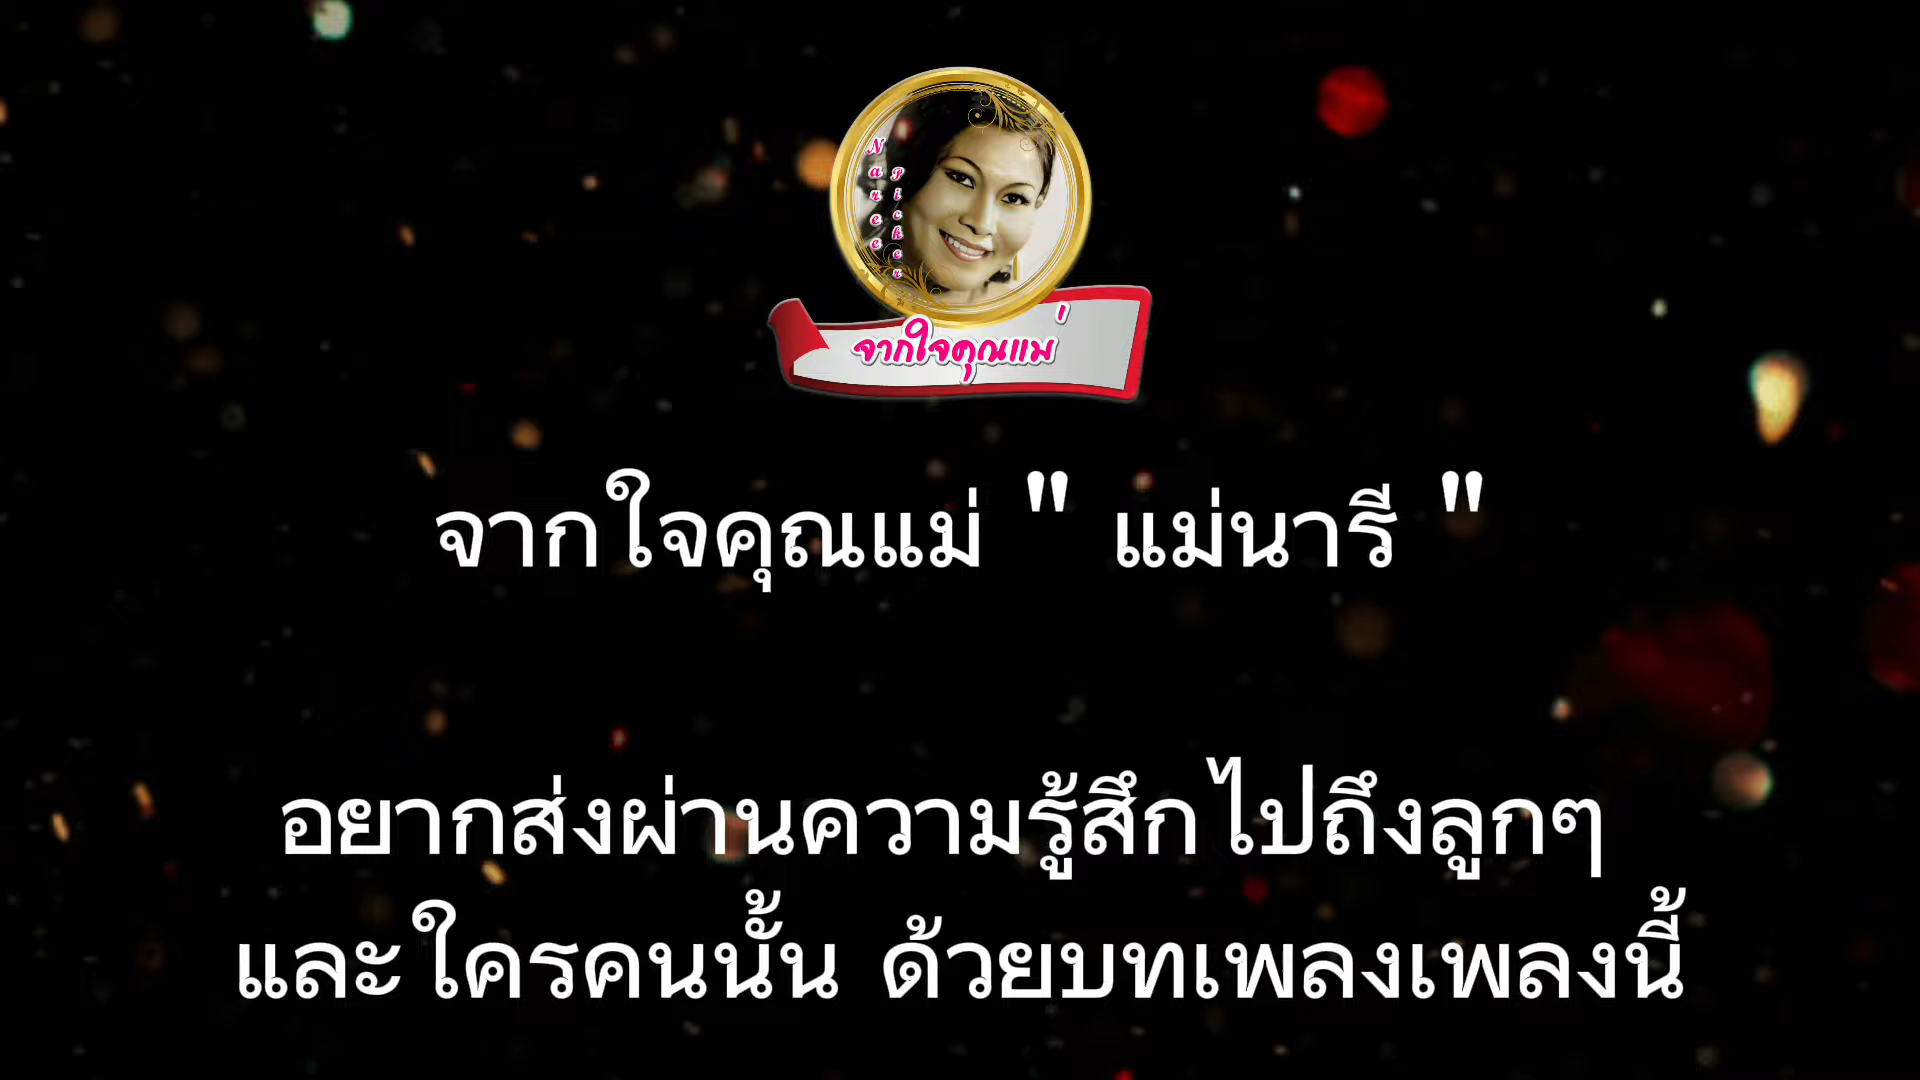 Naree
Picker
จากใจคุณแม่
จากใจคุณแม่ " แม่นารี "
อยากส่งผ่านความรู้สึกไปถึงลูกๆ
และใครคนนั้น ด้วยบทเพลงเพลงนี้